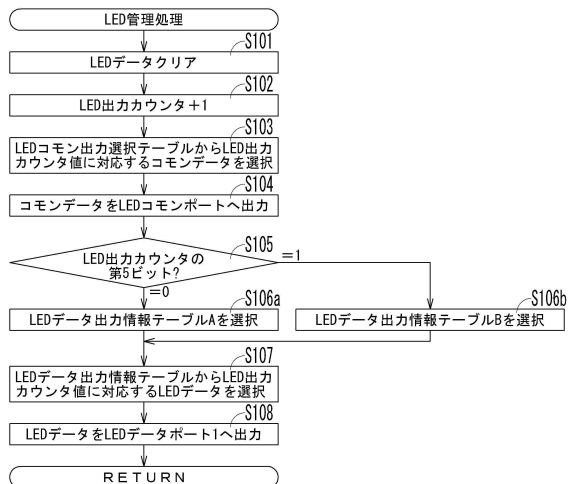 LED管理処理
S101
LEDデータクリア
S102
LED出力カウンタ+1
S103
LEDコモン出力選択テーブルからLED出力
カウンタ値に対応するコモンデータを選択
S104
コモンデータをLEDコモンポートへ出力
S105
LED出力カウンタの
第5ビット?
=1
=0
S106a
LEDデータ出力情報テーブルAを選択
S106b
LEDデータ出力情報テーブルBを選択
S107
LEDデータ出力情報テーブルからLED出力
カウンタ値に対応するLEDデータを選択
S108
LEDデータをLEDデータポート1へ出力
RETURN